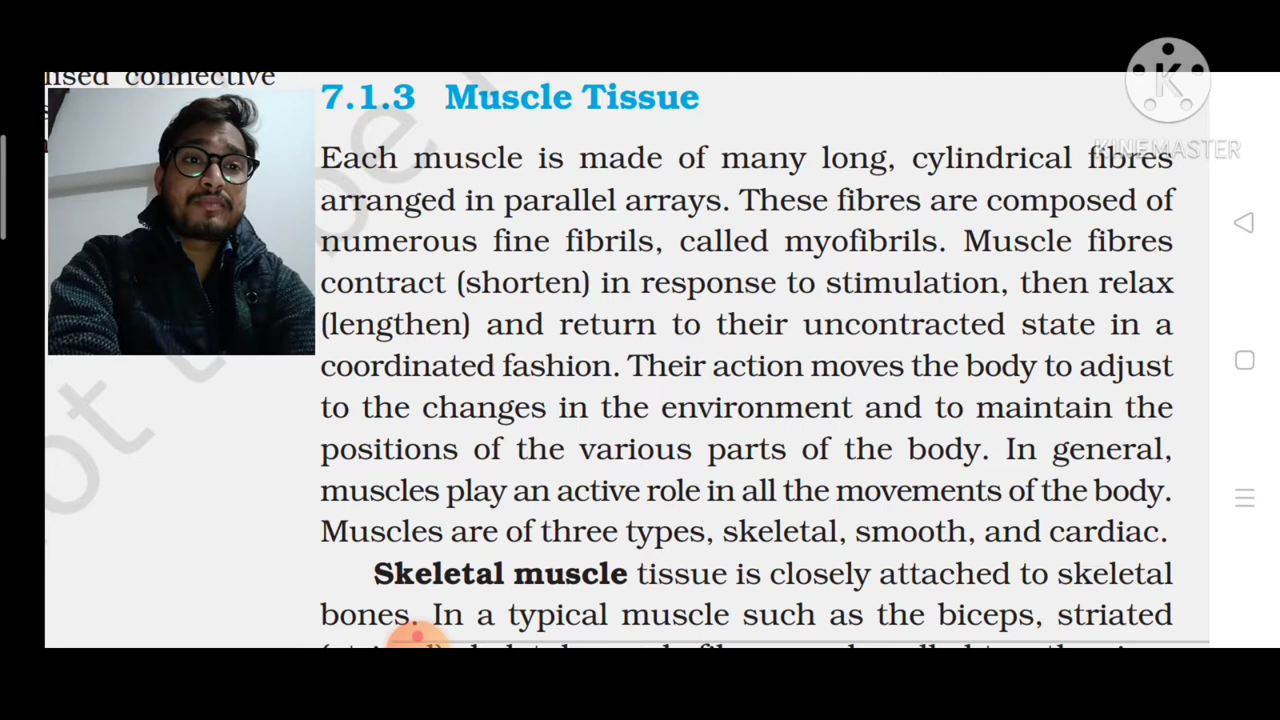 ised connective
7.1.3 Muscle Tissue
KINEMASTER
Each muscle is made of many long, cylindrical fibres
arranged in parallel arrays. These fibres are composed of
numerous fine fibrils, called myofibrils. Muscle fibres
contract (shorten) in response to stimulation, then relax
(lengthen) and return to their uncontracted state in a
coordinated fashion. Their action moves the body to adjust
to the changes in the environment and to maintain the
positions of the various parts of the body. In general,
muscles play an active role in all the movements of the body.
Muscles are of three types, skeletal, smooth, and cardiac.
Skeletal muscle tissue is closely attached to skeletal
bones. In a typical muscle such as the biceps, striated